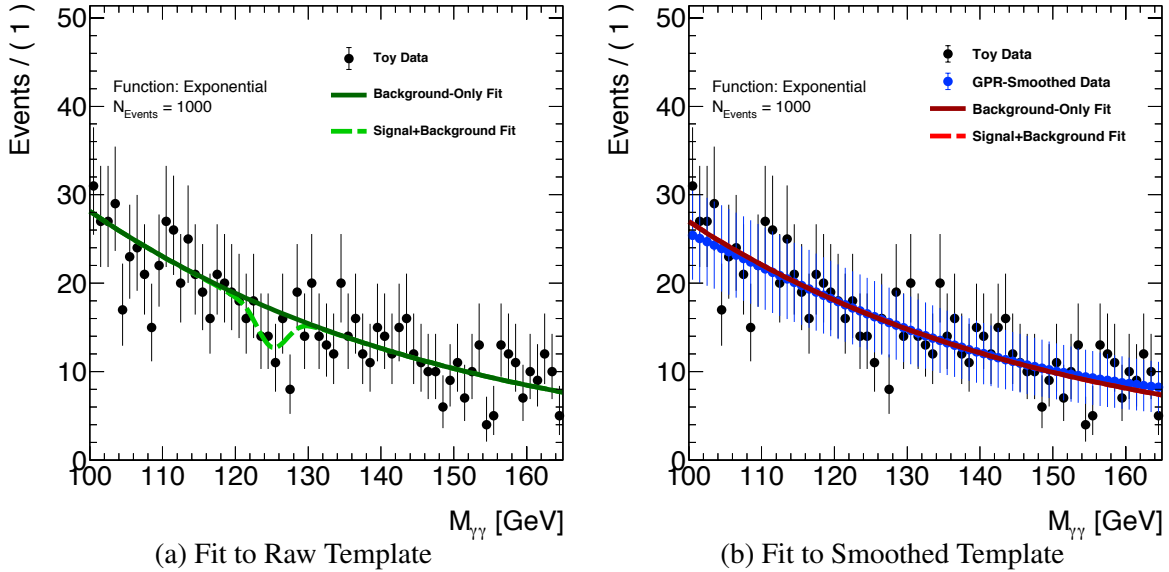 Events / ( 1 )
50
40
30
20
10
0
100 110 120 130 140 150 160
M_γγ [GeV]
Function: Exponential
N_Events = 1000
Toy Data
Background-Only Fit
Signal+Background Fit
(a) Fit to Raw Template
Events / ( 1 )
50
40
30
20
10
0
100 110 120 130 140 150 160
M_γγ [GeV]
Function: Exponential
N_Events = 1000
Toy Data
GPR-Smoothed Data
Background-Only Fit
Signal+Background Fit
(b) Fit to Smoothed Template